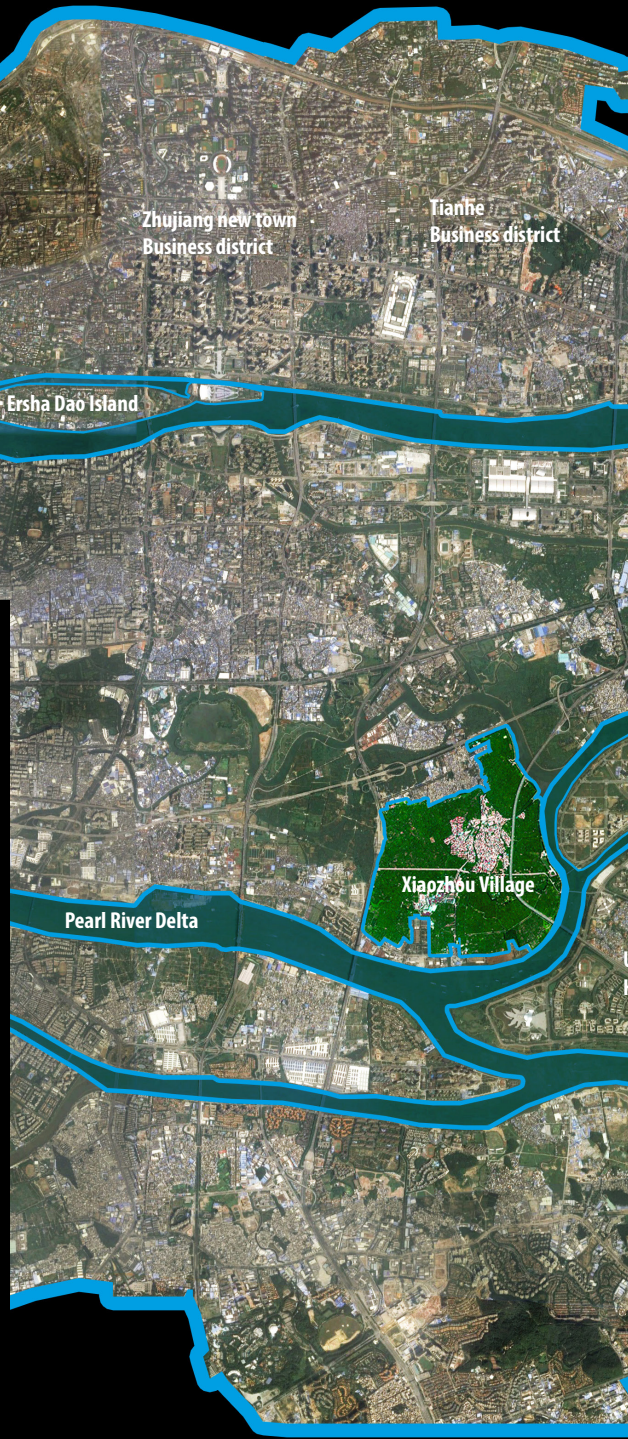 Zhujiang new town
Business district
Tianhe
Business district
Ersha Dao Island
Xiaozhou Village
Pearl River Delta